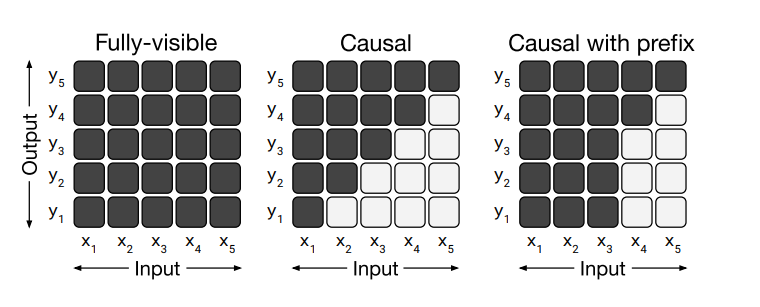 Fully-visible
Causal
Causal with prefix
Output
y5
y4
y3
y2
y1
x1 x2 x3 x4 x5
Input
y5
y4
y3
y2
y1
x1 x2 x3 x4 x5
Input
y5
y4
y3
y2
y1
x1 x2 x3 x4 x5
Input